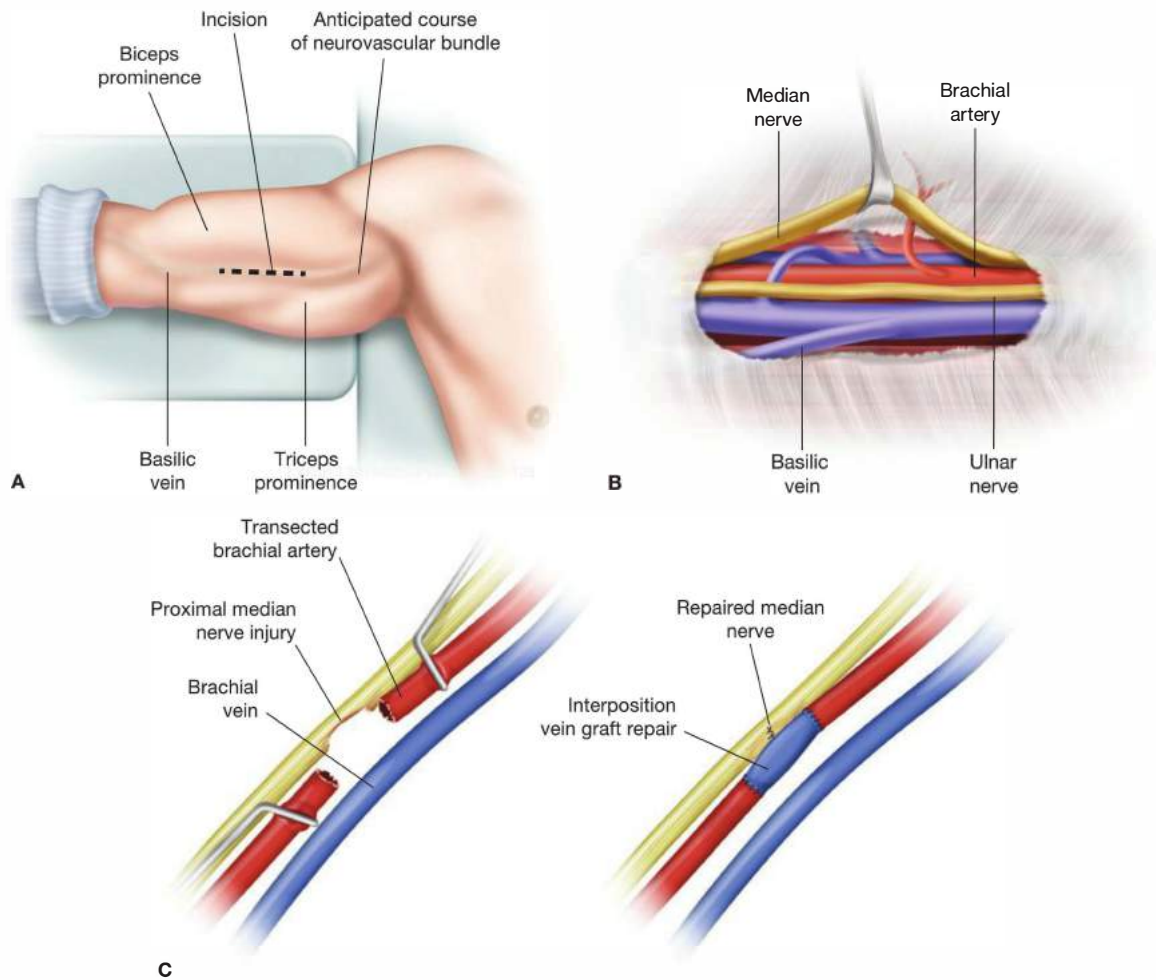 Incision
Anticipated course
of neurovascular bundle
Biceps
prominence
Basilic
vein
Triceps
prominence
A
Median
nerve
Brachial
artery
Basilic
vein
Ulnar
nerve
B
Transected
brachial artery
Proximal median
nerve injury
Brachial
vein
Repaired median
nerve
Interposition
vein graft repair
C